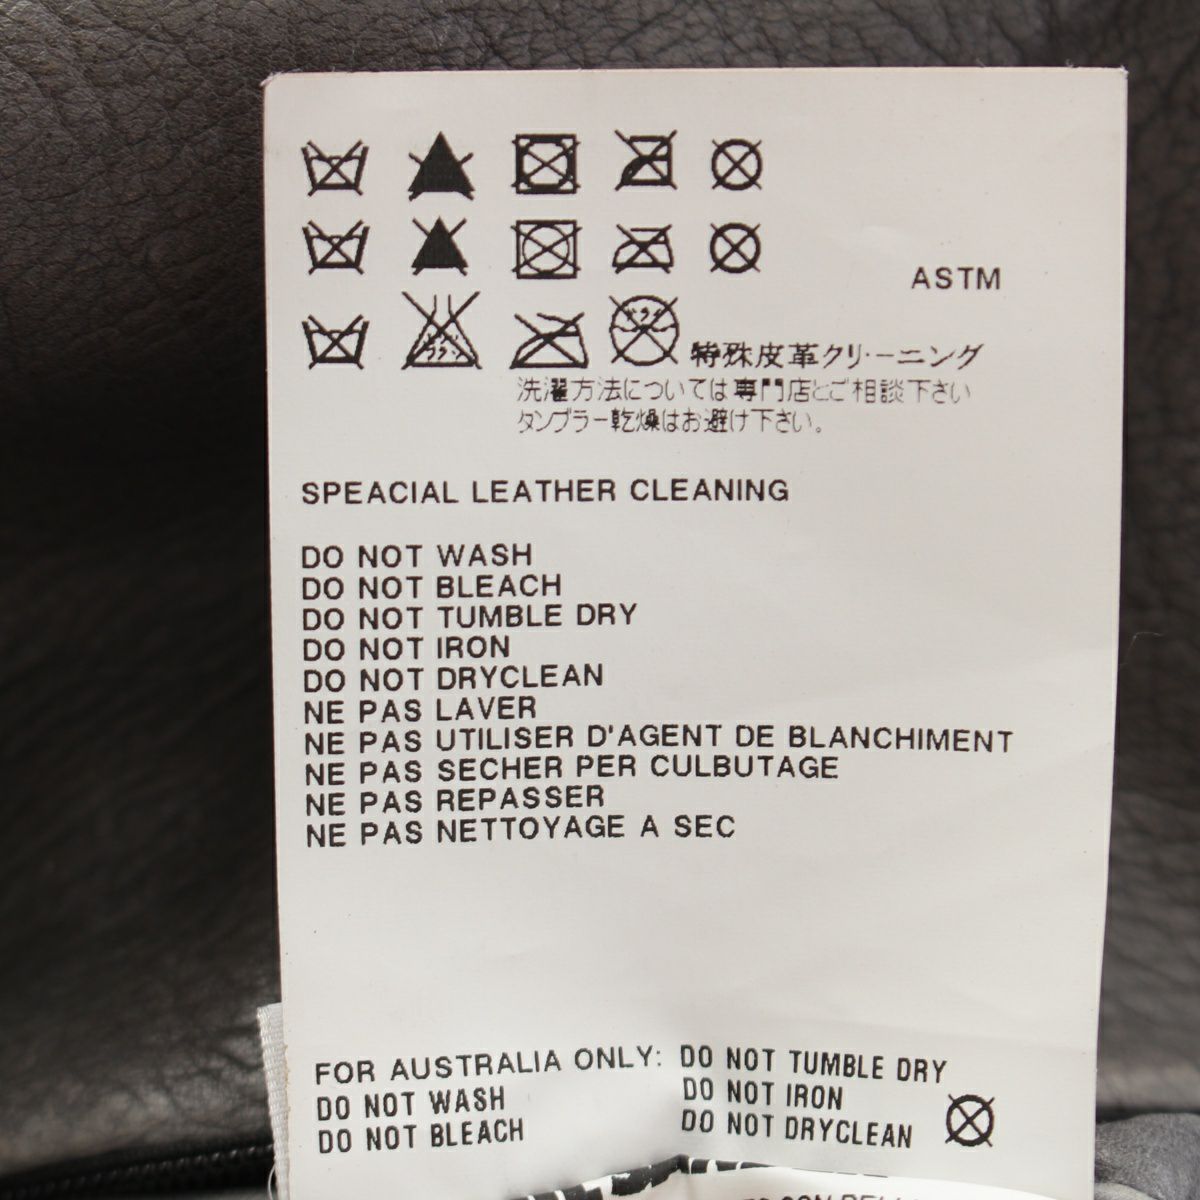 ASTM
特殊皮革クリーニング
洗濯方法については専門店とご相談下さい
タンブラー乾燥はお避け下さい。
SPEACIAL LEATHER CLEANING
DO NOT WASH
DO NOT BLEACH
DO NOT TUMBLE DRY
DO NOT IRON
DO NOT DRYCLEAN
NE PAS LAVER
NE PAS UTILISER D'AGENT DE BLANCHIMENT
NE PAS SECHER PER CULBUTAGE
NE PAS REPASSER
NE PAS NETTOYAGE A SEC
FOR AUSTRALIA ONLY: DO NOT TUMBLE DRY
DO NOT WASH DO NOT IRON
DO NOT BLEACH DO NOT DRYCLEAN